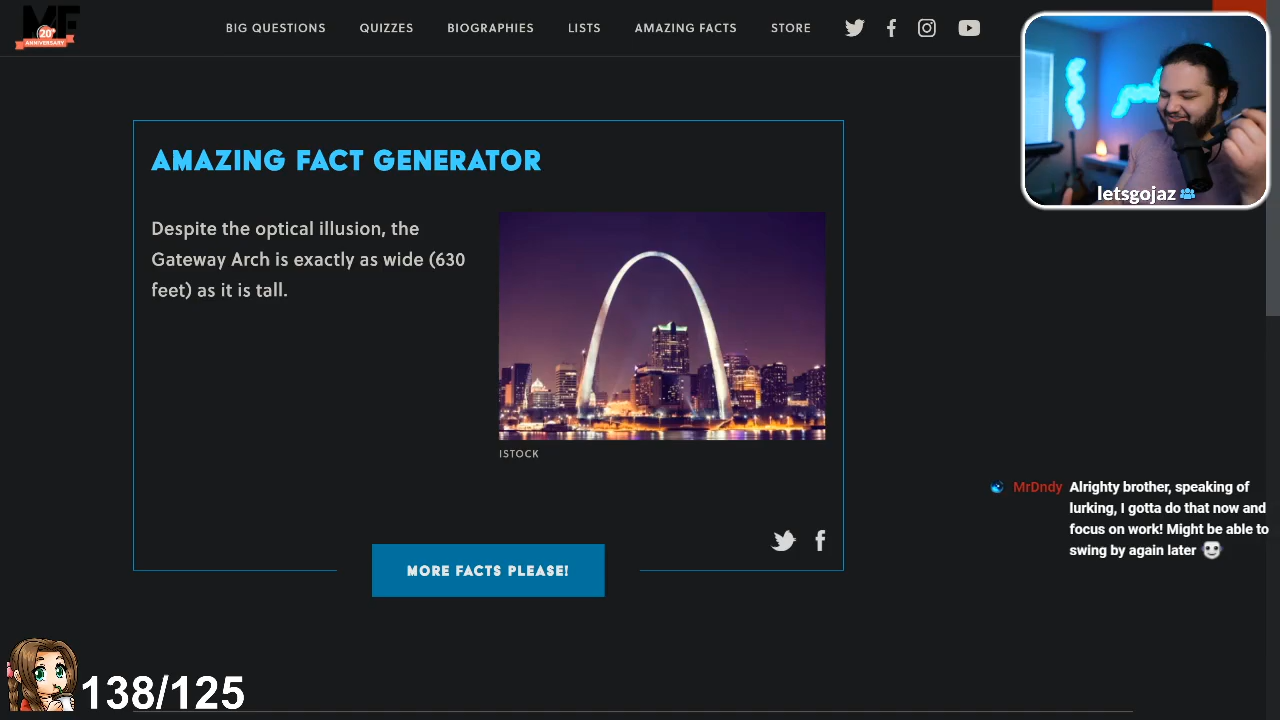 MF
20th
ANNIVERSARY
BIG QUESTIONS
QUIZZES
BIOGRAPHIES
LISTS
AMAZING FACTS
STORE
letsgojaz
AMAZING FACT GENERATOR
Despite the optical illusion, the
Gateway Arch is exactly as wide (630
feet) as it is tall.
ISTOCK
MORE FACTS PLEASE!
MrDndy Alrighty brother, speaking of
lurking, I gotta do that now and
focus on work! Might be able to
swing by again later
138/125